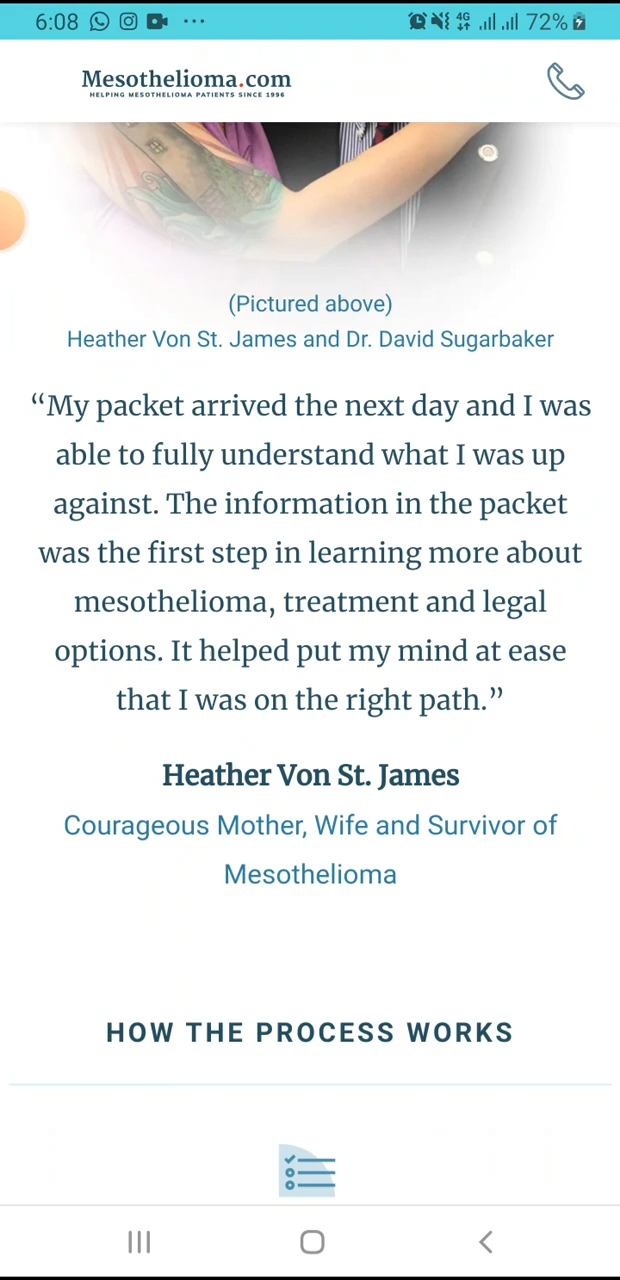 6:08 4G 72%
Mesothelioma.com
HELPING MESOTHELIOMA PATIENTS SINCE 1996
(Pictured above)
Heather Von St. James and Dr. David Sugarbaker
“My packet arrived the next day and I was
able to fully understand what I was up
against. The information in the packet
was the first step in learning more about
mesothelioma, treatment and legal
options. It helped put my mind at ease
that I was on the right path.”
Heather Von St. James
Courageous Mother, Wife and Survivor of
Mesothelioma
HOW THE PROCESS WORKS